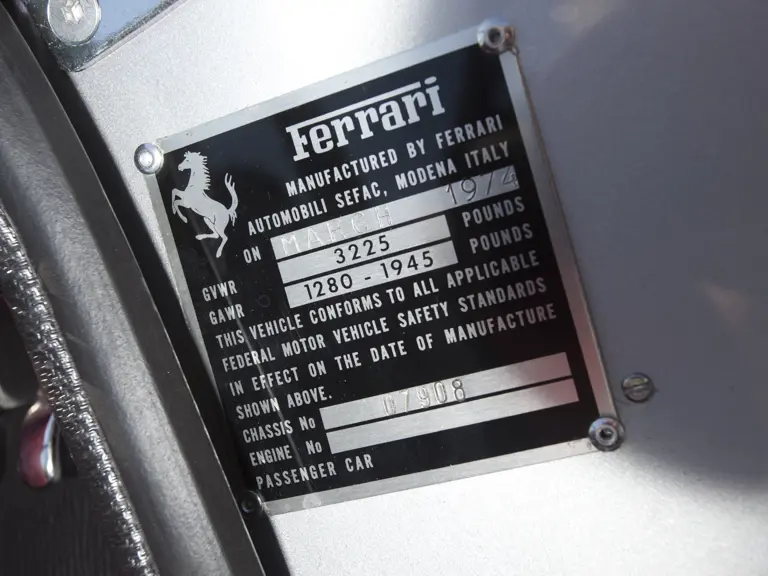 Ferrari
MANUFACTURED BY FERRARI
AUTOMOBILI SEFAC, MODENA ITALY
ON MARCH 1974
GVWR 3225 POUNDS
GAWR 1280 - 1945 POUNDS
THIS VEHICLE CONFORMS TO ALL APPLICABLE
FEDERAL MOTOR VEHICLE SAFETY STANDARDS
IN EFFECT ON THE DATE OF MANUFACTURE
SHOWN ABOVE.
CHASSIS No 07908
ENGINE No
PASSENGER CAR